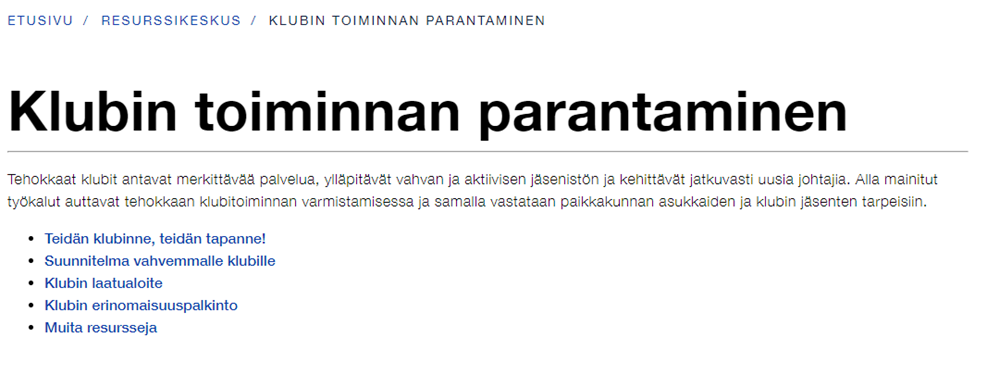 ETUSIVU / RESURSSIKESKUS / KLUBIN TOIMINNAN PARANTAMINEN
Klubin toiminnan parantaminen
Tehokkaat klubit antavat merkittävää palvelua, ylläpitävät vahvan ja aktiivisen jäsenistön ja kehittävät jatkuvasti uusia johtajia. Alla mainitut
työkalut auttavat tehokkaan klubitoiminnan varmistamisessa ja samalla vastataan paikkakunnan asukkaiden ja klubin jäsenten tarpeisiin.
• Teidän klubinne, teidän tapanne!
• Suunnitelma vahvemmalle klubille
• Klubin laatualoite
• Klubin erinomaisuuspalkinto
• Muita resursseja